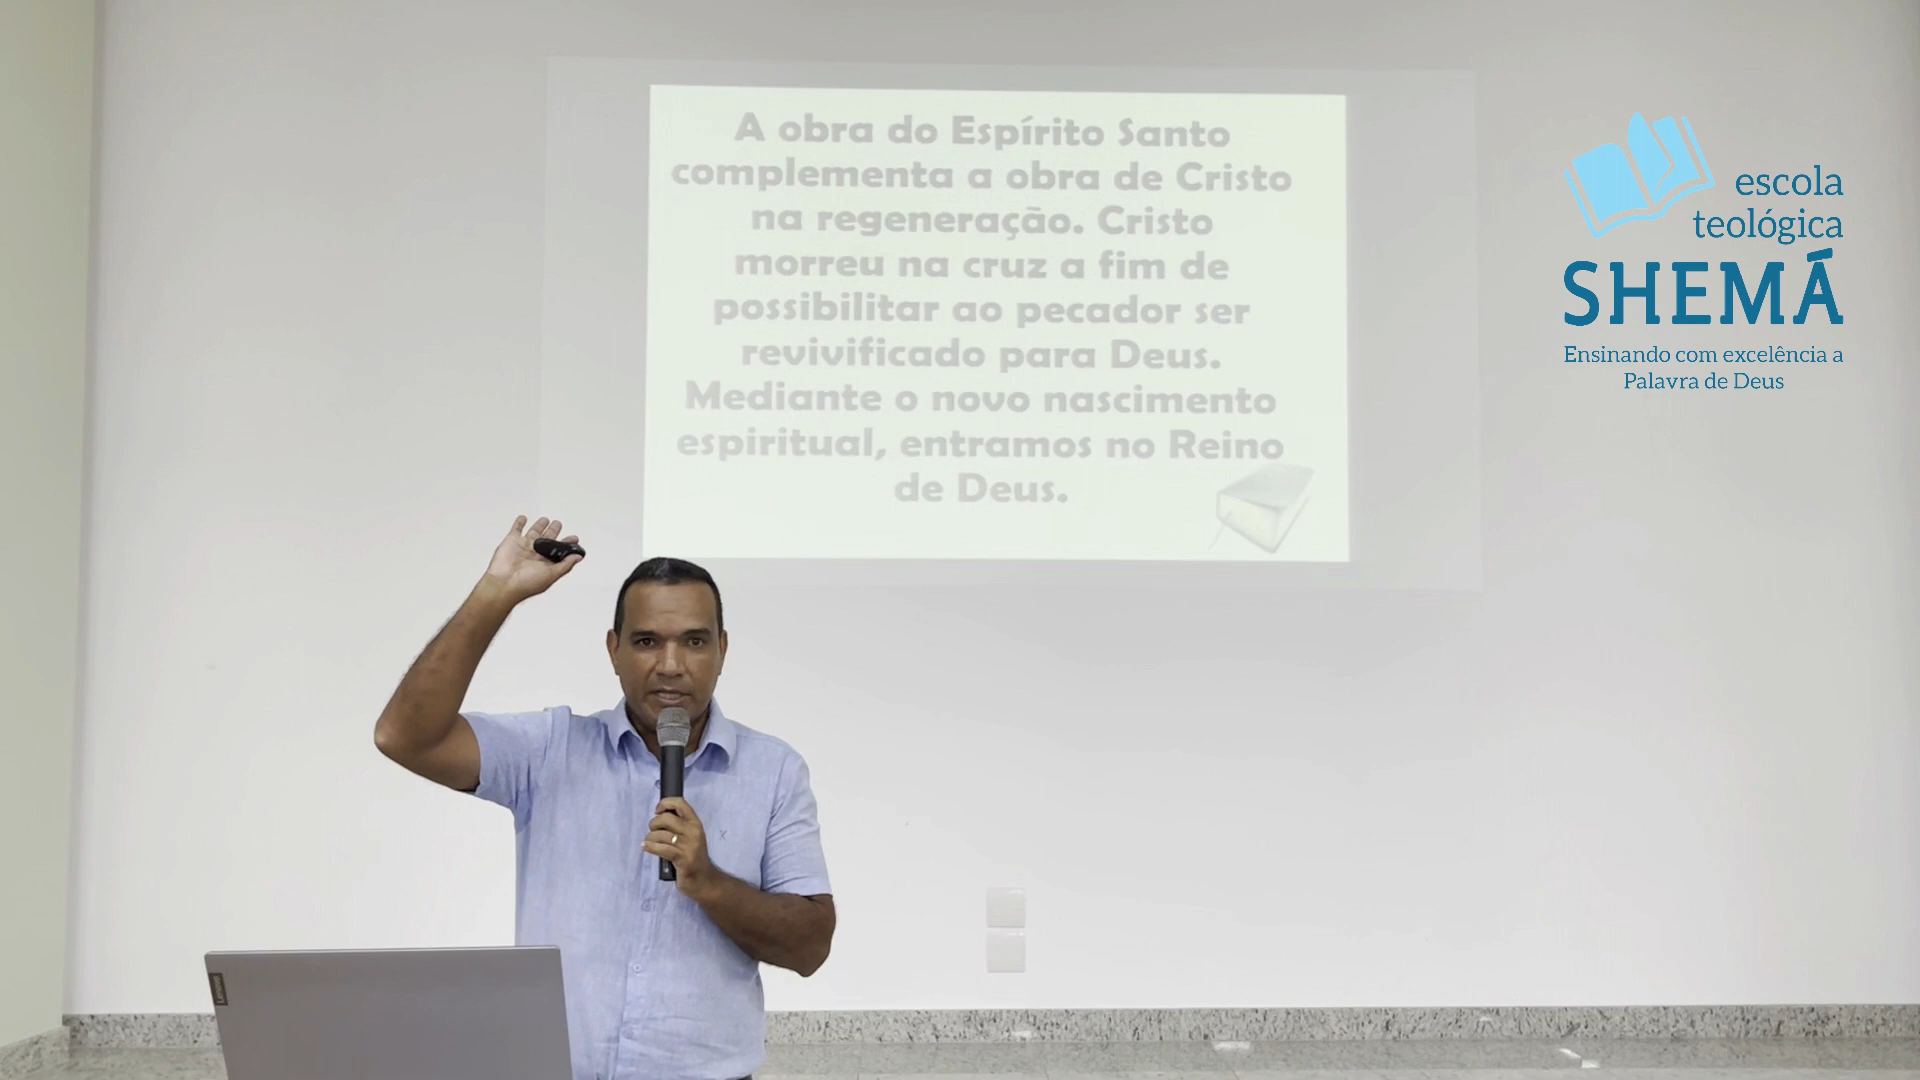 A obra do Espírito Santo
complementa a obra de Cristo
na regeneração. Cristo
morreu na cruz a fim de
possibilitar ao pecador ser
revivificado para Deus.
Mediante o novo nascimento
espiritual, entramos no Reino
de Deus.
escola
teológica
SHEMÁ
Ensinando com excelência a
Palavra de Deus
Lenovo